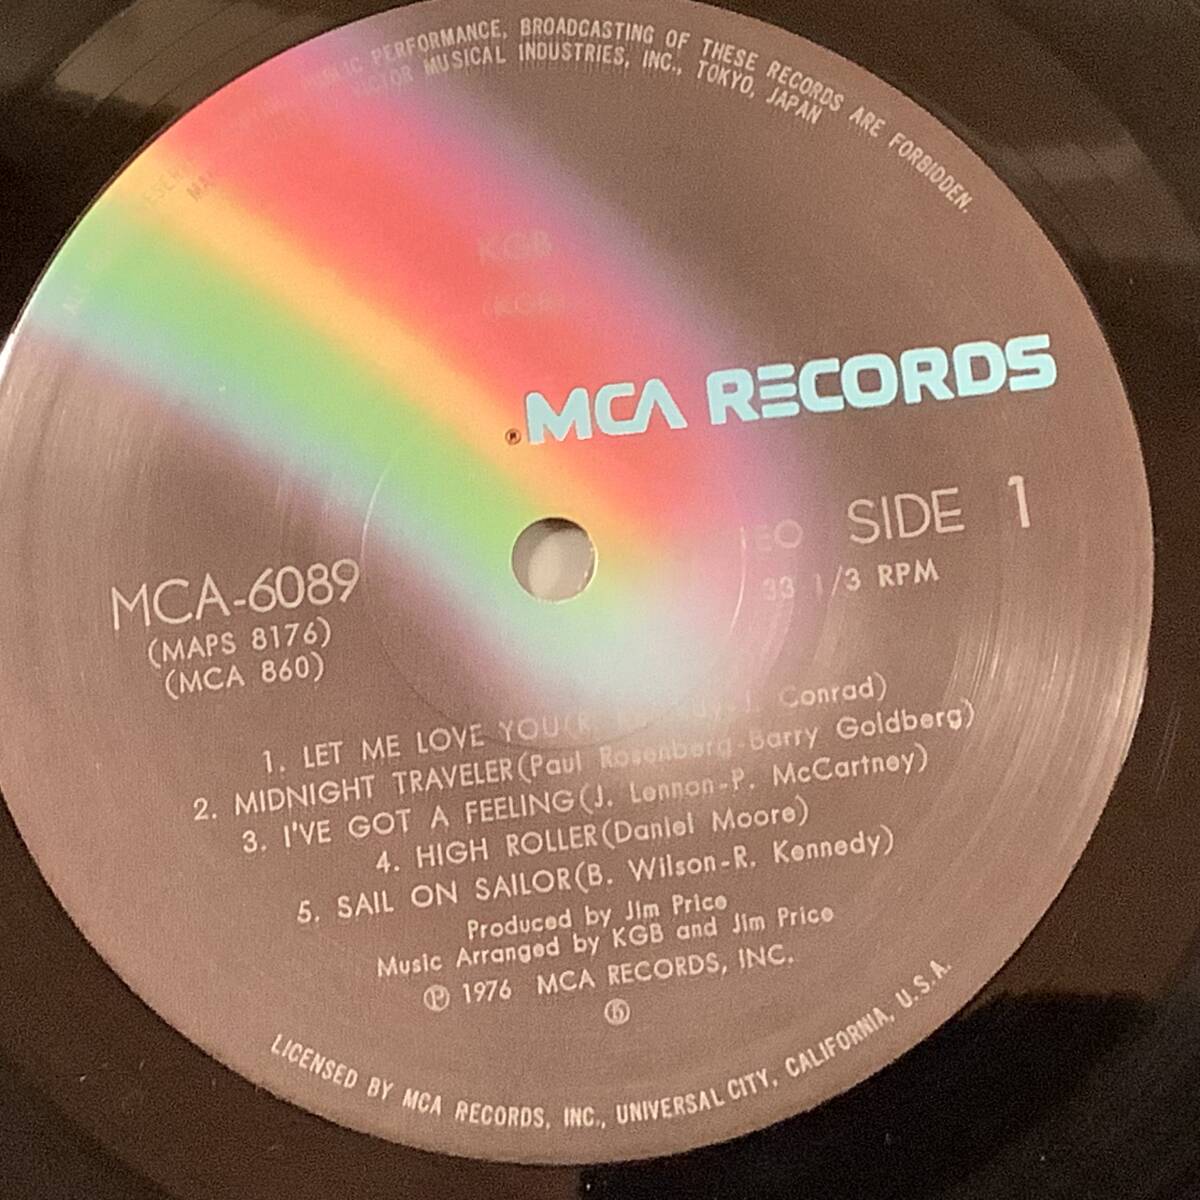 PUBLIC PERFORMANCE, BROADCASTING OF THESE RECORDS ARE FORBIDDEN.
VICTOR MUSICAL INDUSTRIES, INC., TOKYO, JAPAN
KGB
(KGB)
® MCA RECORDS
SIDE 1
33 1/3 RPM
MCA-6089
(MAPS 8176)
(MCA 860)
1. LET ME LOVE YOU(R. Conrad)
2. MIDNIGHT TRAVELER(Paul Rosenberg-Barry Goldberg)
3. I'VE GOT A FEELING(J. Lennon-P. McCartney)
4. HIGH ROLLER(Daniel Moore)
5. SAIL ON SAILOR(B. Wilson-R. Kennedy)
Produced by Jim Price
Music Arranged by KGB and Jim Price
Ⓟ 1976 MCA RECORDS, INC.
LICENSED BY MCA RECORDS, INC., UNIVERSAL CITY, CALIFORNIA, U.S.A.